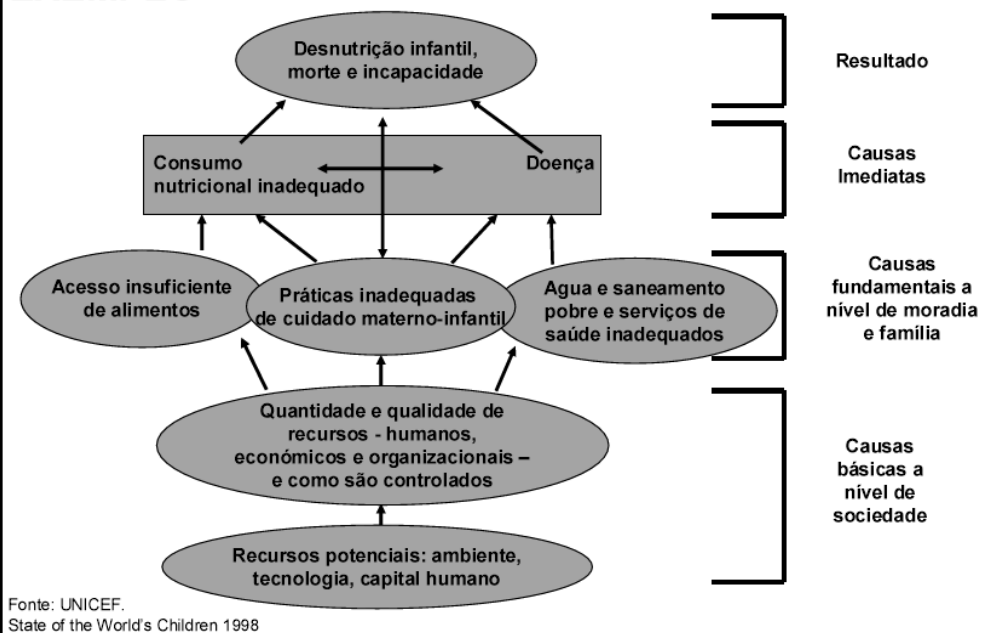 Desnutrição infantil,
morte e incapacidade
Resultado
Consumo
nutricional inadequado
Doença
Causas
Imediatas
Acesso insuficiente
de alimentos
Práticas inadequadas
de cuidado materno-infantil
Agua e saneamento
pobre e serviços de
saúde inadequados
Causas
fundamentais a
nível de moradia
e família
Quantidade e qualidade de
recursos - humanos,
económicos e organizacionais –
e como são controlados
Causas
básicas a
nível de
sociedade
Recursos potenciais: ambiente,
tecnologia, capital humano
Fonte: UNICEF.
State of the World's Children 1998